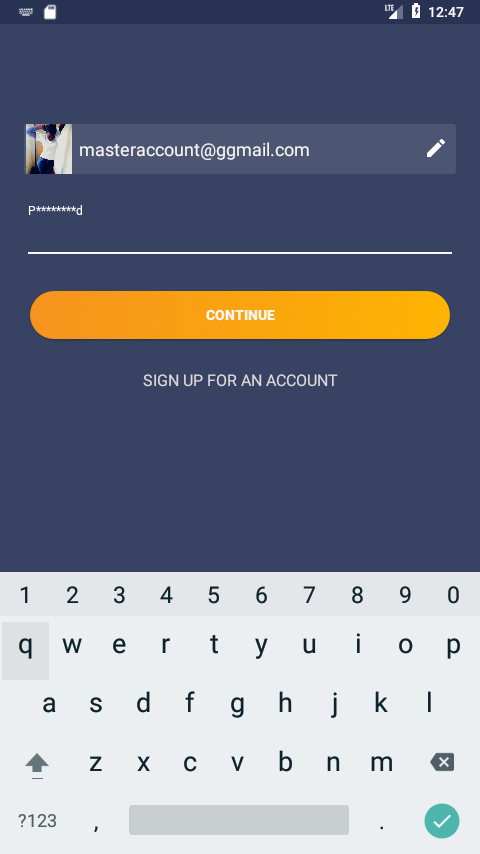 LTE 12:47
masteraccount@ggmail.com
P********d
CONTINUE
SIGN UP FOR AN ACCOUNT
1 2 3 4 5 6 7 8 9 0
q w e r t y u i o p
a s d f g h j k l
z x c v b n m
?123 , .